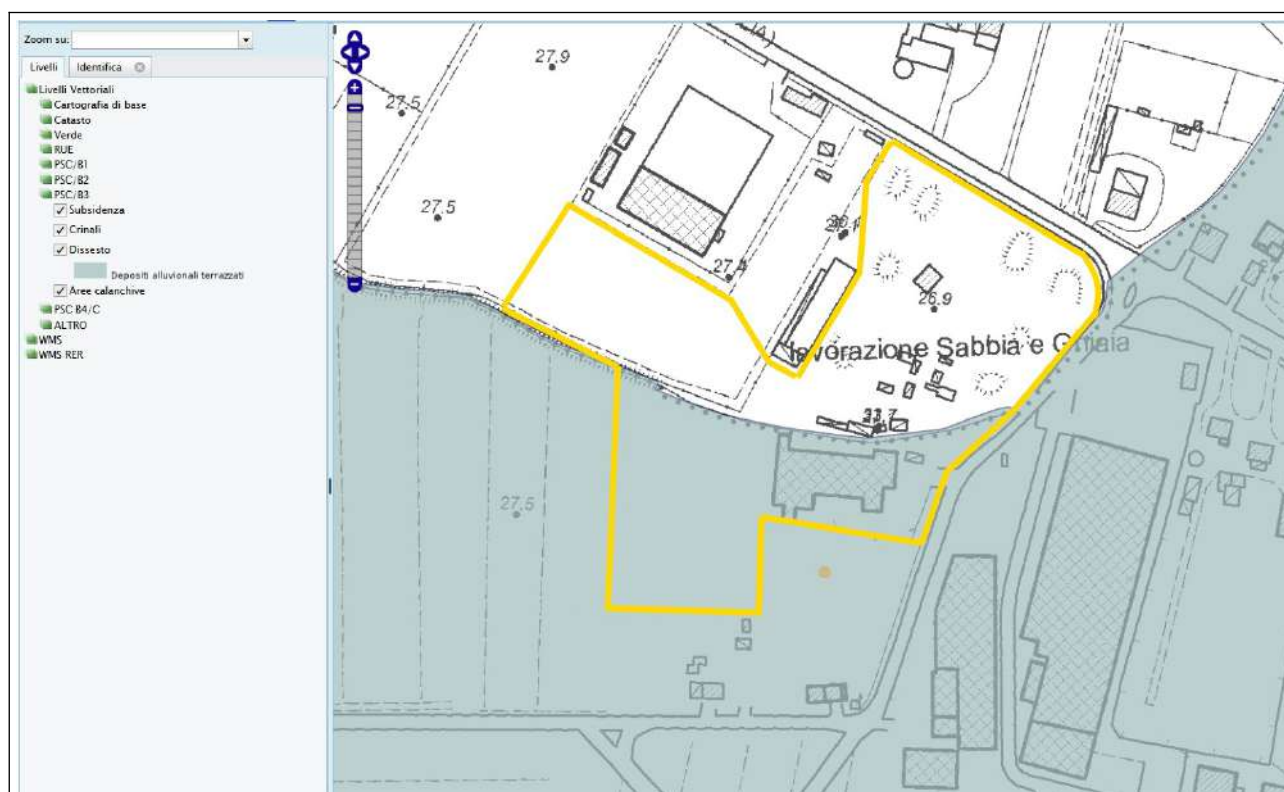 Zoom su:
Livelli
Identifica
Livelli Vettoriali
Cartografia di base
Catasto
Verde
RUE
PSC/B1
PSC/B2
PSC/B3
Subsidenza
Crinali
Dissesto
Depositi alluvionali terrazzati
Aree calanchive
PSC B4/C
ALTRO
WMS
WMS RER
27.9
27.5
27.5
27.4
26.9
lavorazione Sabbia e Ghiaia
27.5